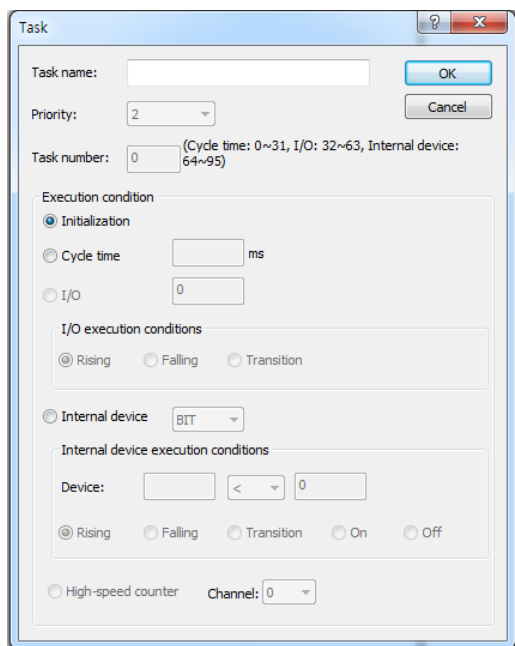 Task
?
X
Task name:
OK
Priority: 2
Cancel
Task number: 0 (Cycle time: 0~31, I/O: 32~63, Internal device:
64~95)
Execution condition
Initialization
Cycle time ms
I/O 0
I/O execution conditions
Rising Falling Transition
Internal device BIT
Internal device execution conditions
Device: < 0
Rising Falling Transition On Off
High-speed counter Channel: 0